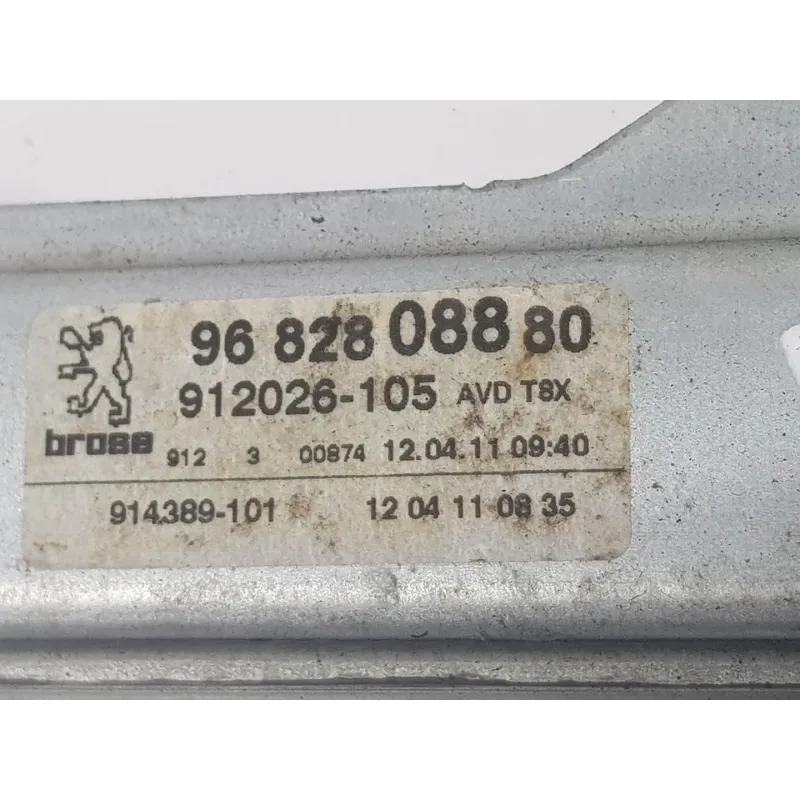 96 828 088 80
912026-105 AVD T8X
brose 912 3 00874 12.04.11 09:40
914389-101 12 04 11 08 35